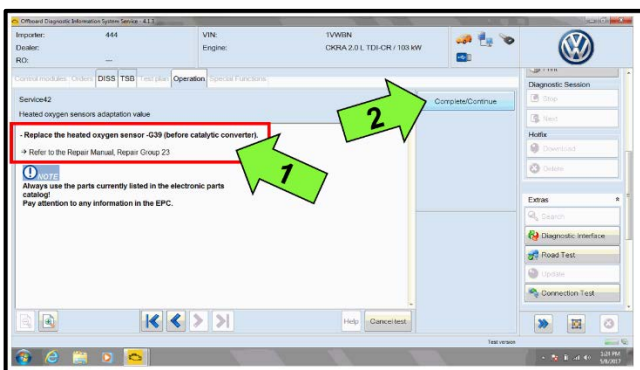 Offboard Diagnostic Information System Service - 4.1.3
Importer: 444
Dealer:
RO: ---
VIN: 1VWBN
Engine: CKRA 2.0 L TDI-CR / 103 kW
Control modules Orders DISS TSB Test plan Operation Special Functions
Service42
Heated oxygen sensors adaptation value
- Replace the heated oxygen sensor -G39 (before catalytic converter).
→ Refer to the Repair Manual, Repair Group 23
NOTE
Always use the parts currently listed in the electronic parts
catalog!
Pay attention to any information in the EPC.
1
2
Complete/Continue
Help
Cancel test
Diagnostic Session
Stop
Hotfix
Download
Delete
Extras
Search
Diagnostic Interface
Road Test
Update
Connection Test
Test version
5/8/2017